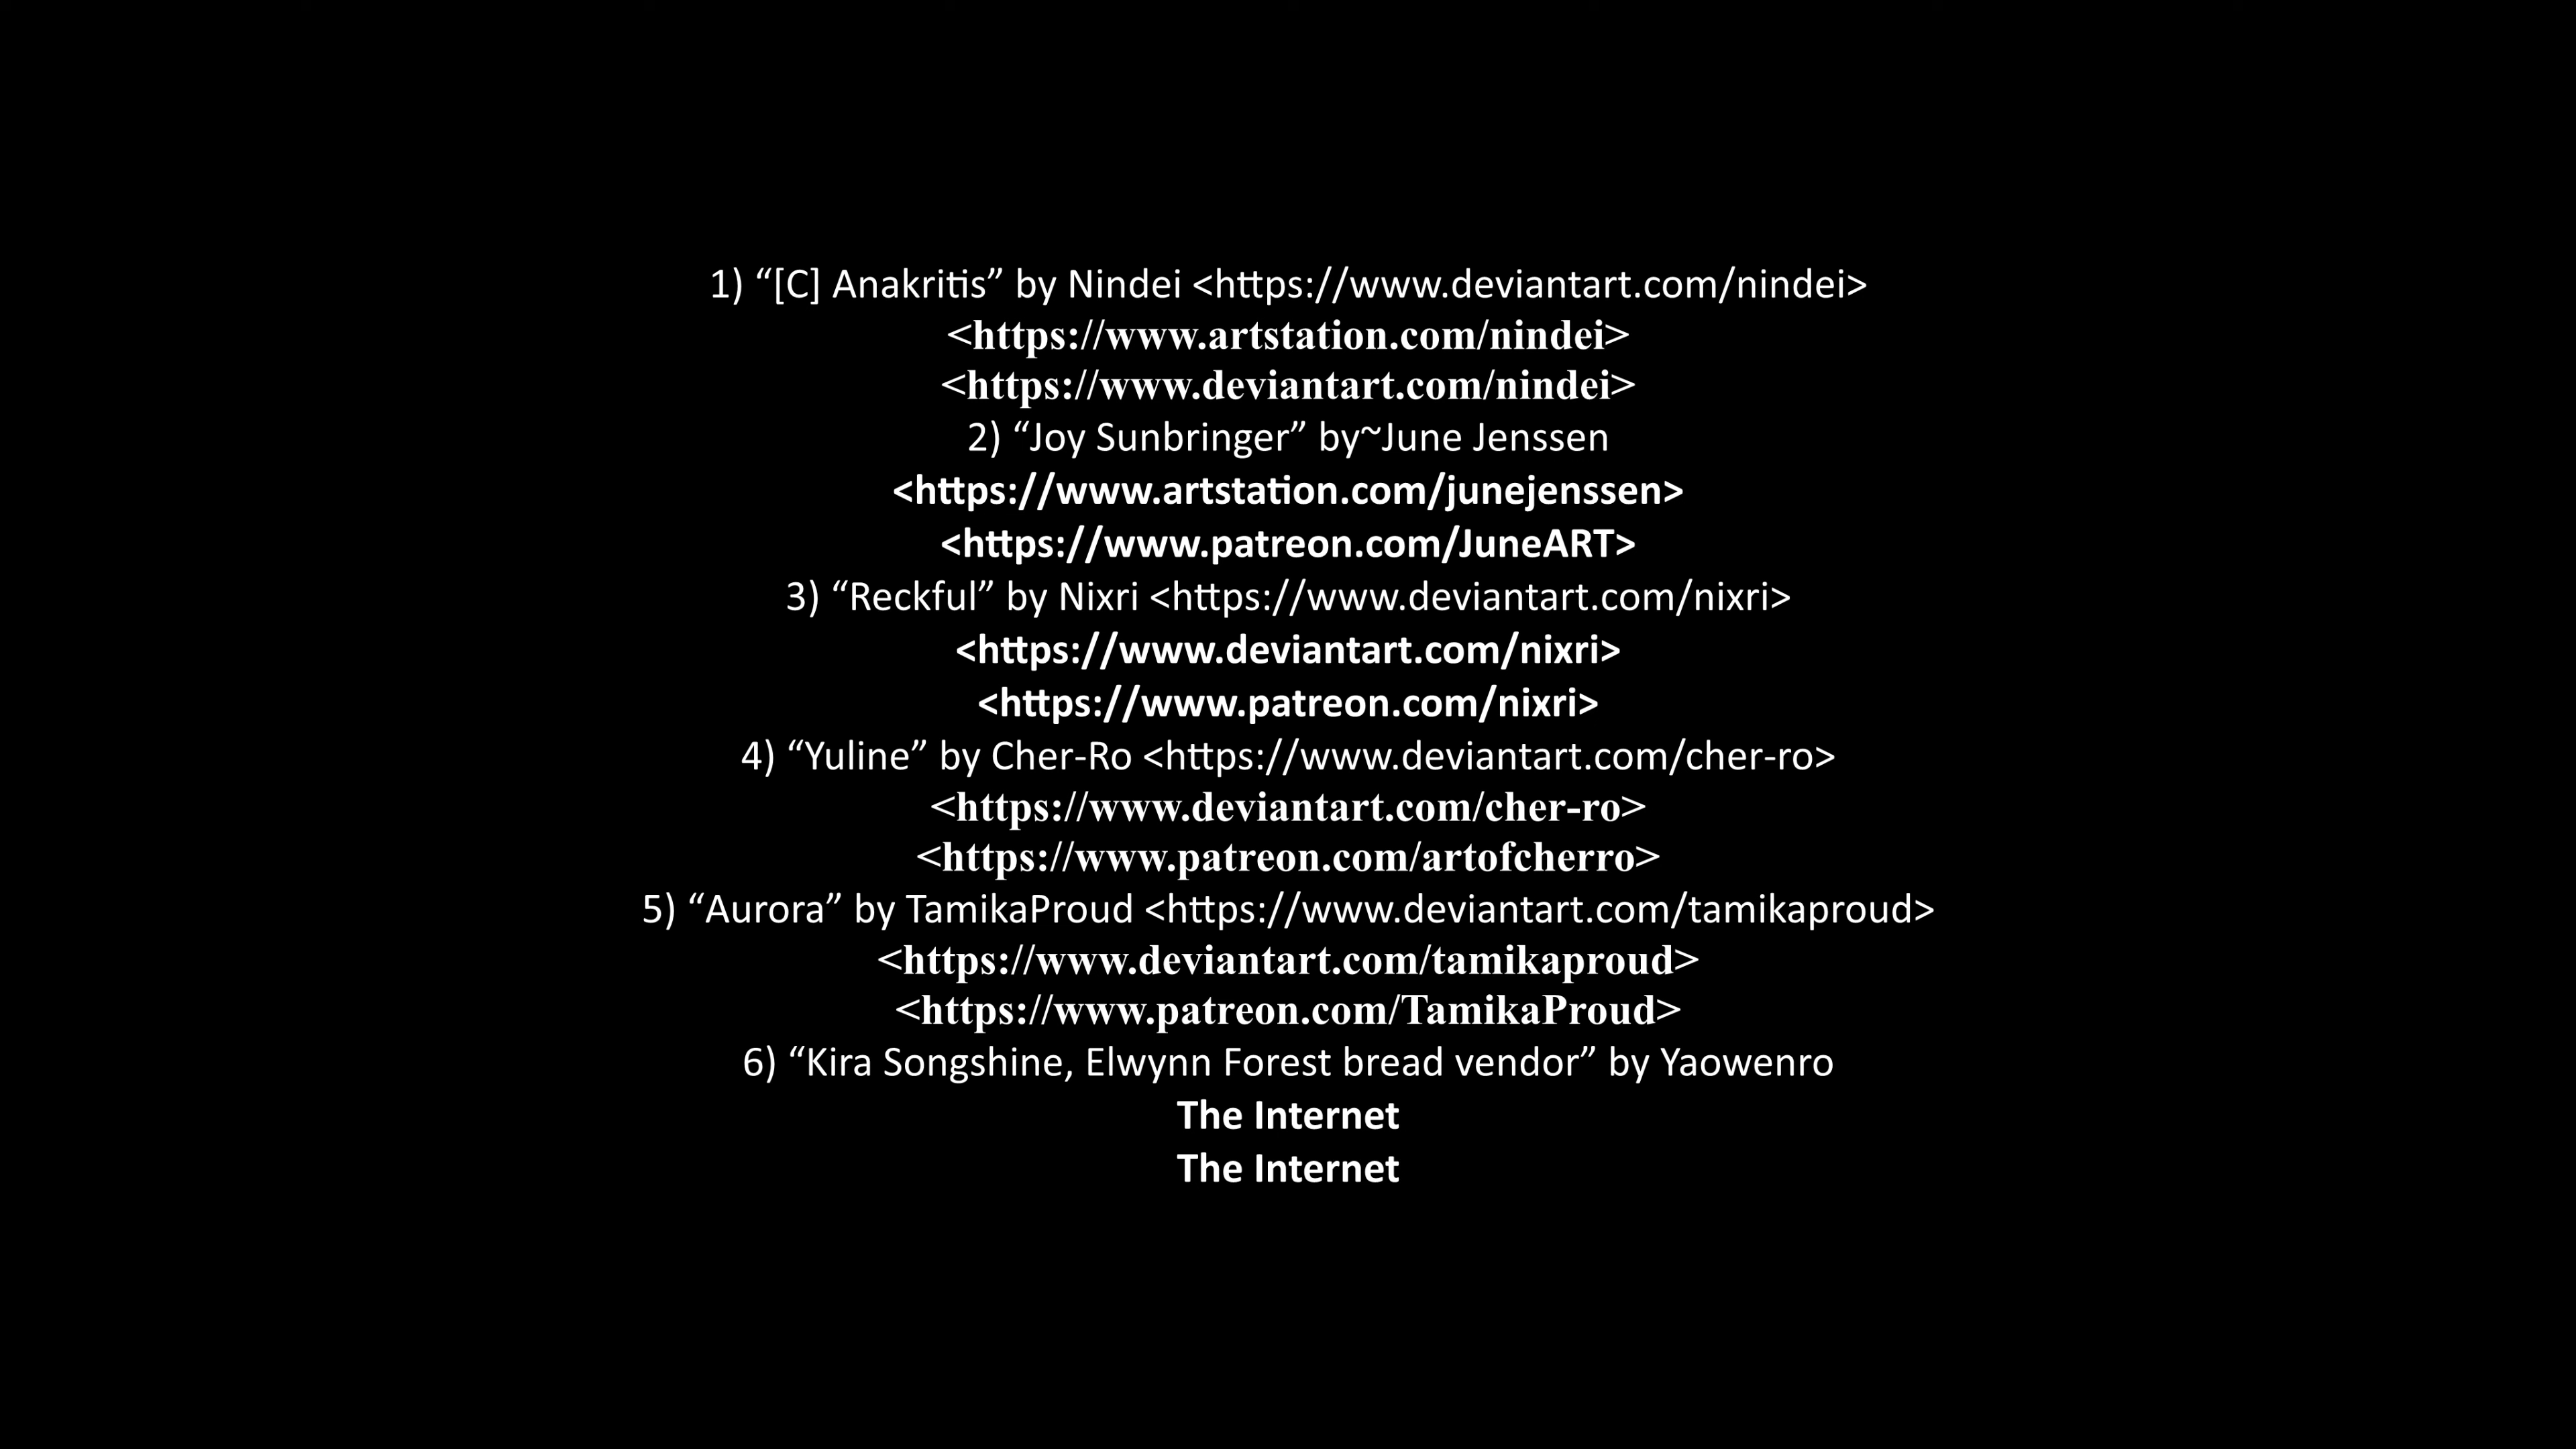 1) “[C] Anakritis” by Nindei <https://www.deviantart.com/nindei>
<https://www.artstation.com/nindei>
<https://www.deviantart.com/nindei>
2) “Joy Sunbringer” by~June Jenssen
<https://www.artstation.com/junejenssen>
<https://www.patreon.com/JuneART>
3) “Reckful” by Nixri <https://www.deviantart.com/nixri>
<https://www.deviantart.com/nixri>
<https://www.patreon.com/nixri>
4) “Yuline” by Cher-Ro <https://www.deviantart.com/cher-ro>
<https://www.deviantart.com/cher-ro>
<https://www.patreon.com/artofcherro>
5) “Aurora” by TamikaProud <https://www.deviantart.com/tamikaproud>
<https://www.deviantart.com/tamikaproud>
<https://www.patreon.com/TamikaProud>
6) “Kira Songshine, Elwynn Forest bread vendor” by Yaowenro
The Internet
The Internet